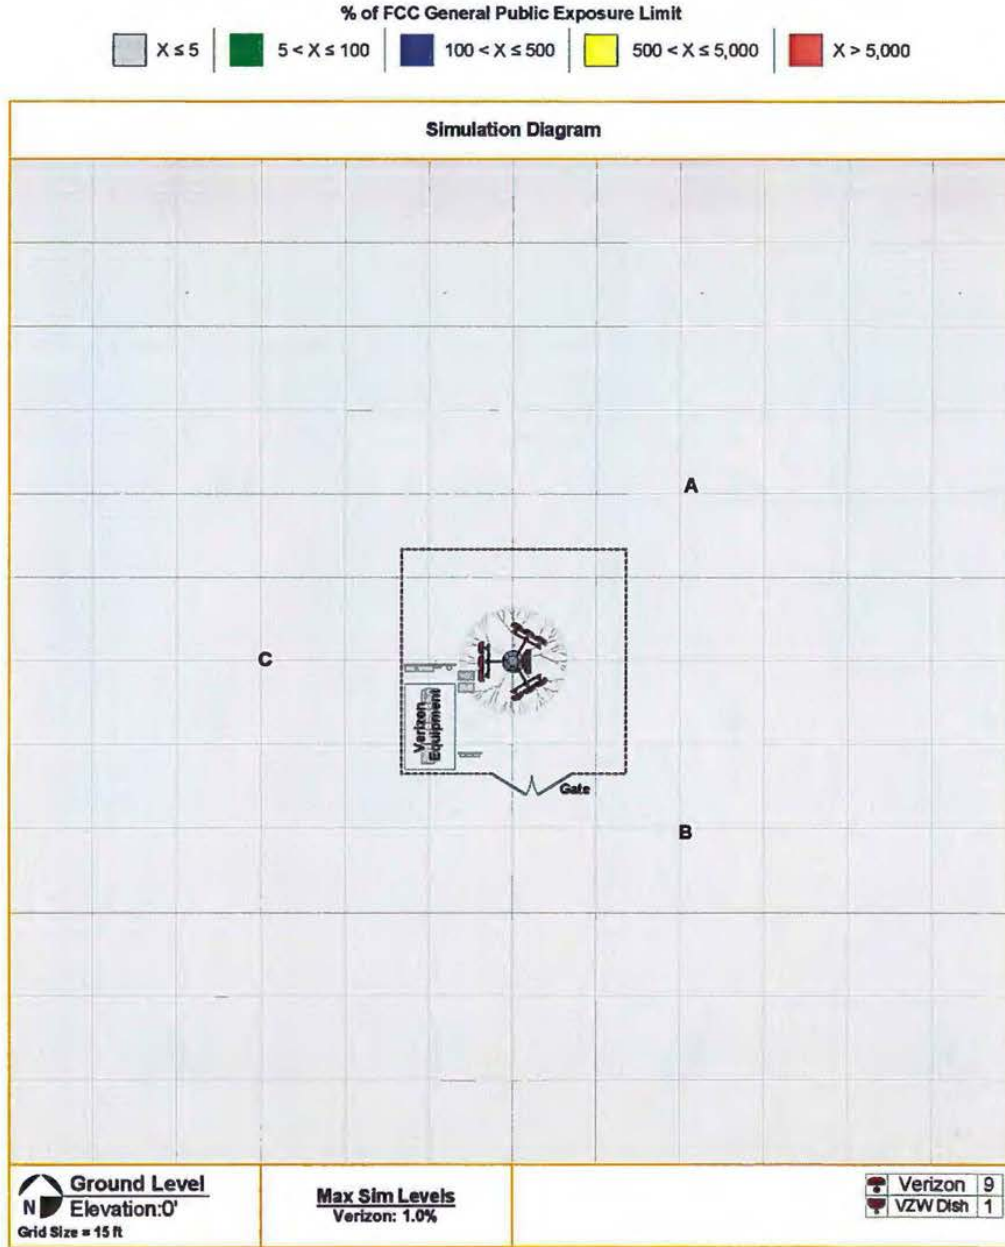 % of FCC General Public Exposure Limit
X ≤ 5
5 < X ≤ 100
100 < X ≤ 500
500 < X ≤ 5,000
X > 5,000
Simulation Diagram
A
C
Verizon
Equipment
Gate
B
N
Ground Level
Elevation:0'
Grid Size = 15 ft
Max Sim Levels
Verizon: 1.0%
Verizon 9
VZW Dish 1